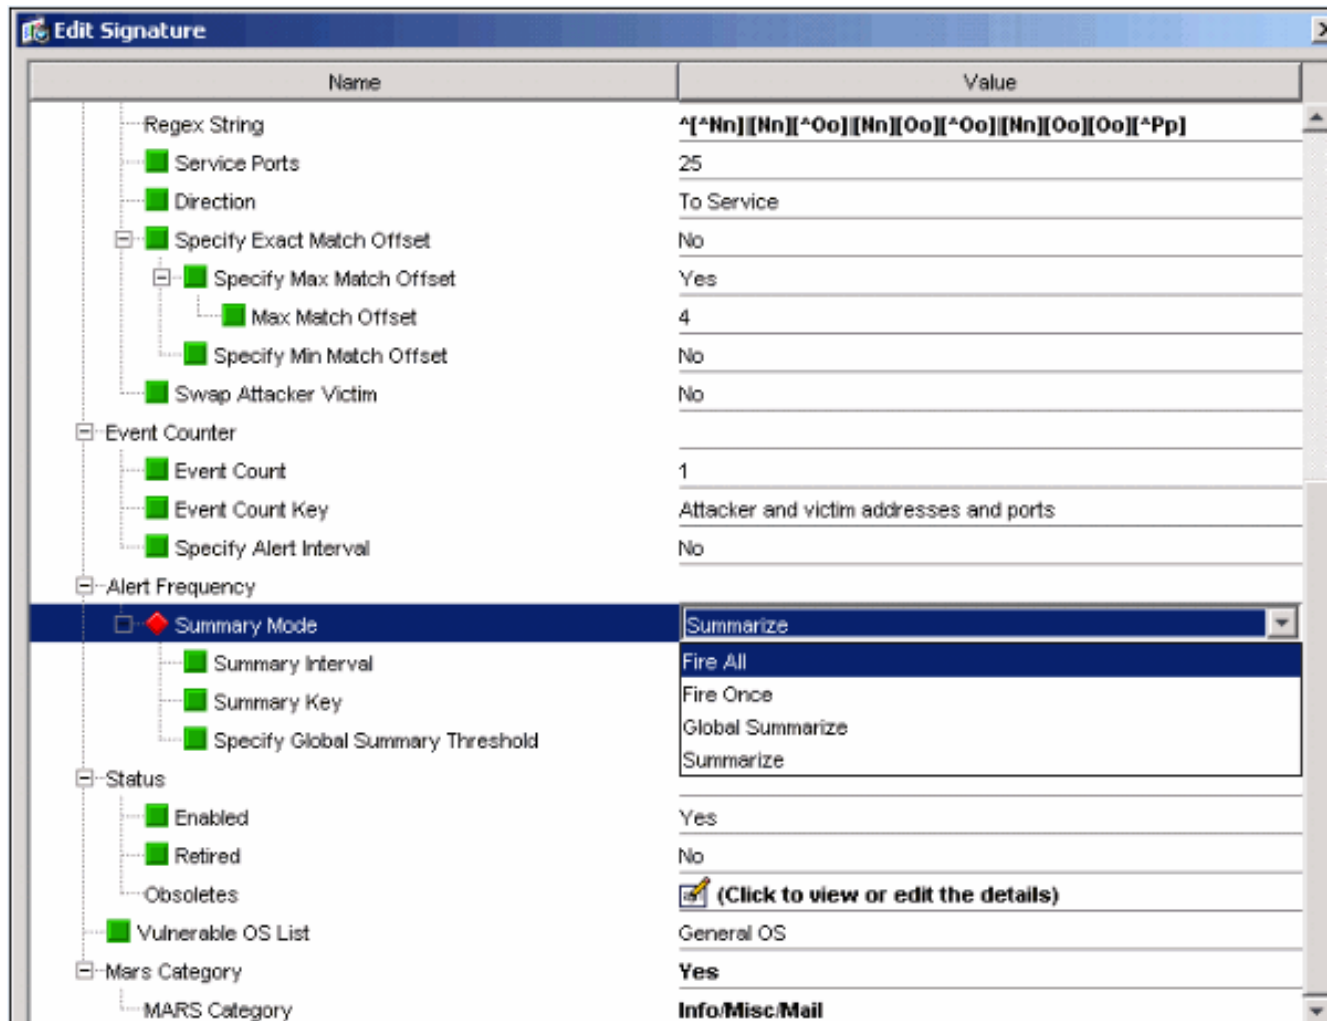 Edit Signature
Name Value
Regex String ^[^Nn]|[Nn][^Oo]|[Nn][Oo][^Oo]|[Nn][Oo][Oo][^Pp]
Service Ports 25
Direction To Service
Specify Exact Match Offset No
Specify Max Match Offset Yes
Max Match Offset 4
Specify Min Match Offset No
Swap Attacker Victim No
Event Counter
Event Count 1
Event Count Key Attacker and victim addresses and ports
Specify Alert Interval No
Alert Frequency
Summary Mode Summarize
Summary Interval Fire All
Summary Key Fire Once
Specify Global Summary Threshold Global Summarize
Summarize
Status
Enabled Yes
Retired No
Obsoletes (Click to view or edit the details)
Vulnerable OS List General OS
Mars Category Yes
MARS Category Info/Misc/Mail